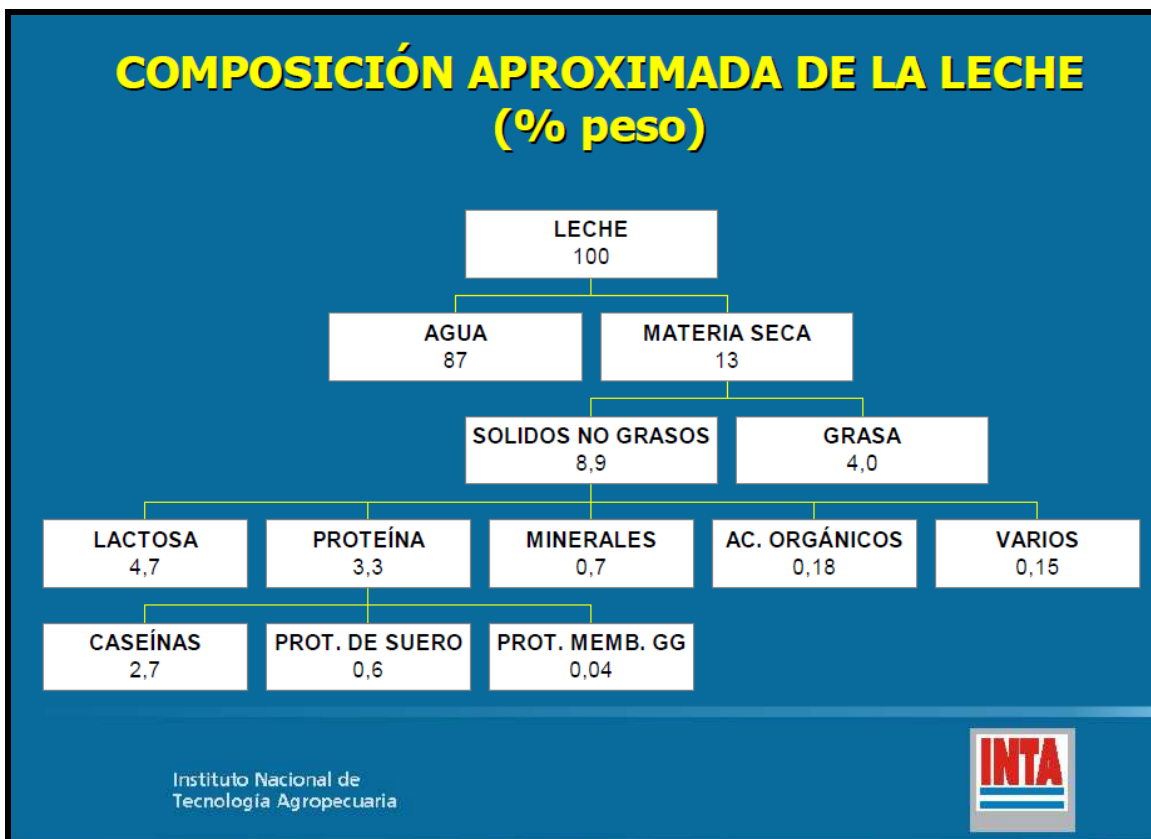 COMPOSICIÓN APROXIMADA DE LA LECHE
(% peso)
LECHE
100
AGUA
87
MATERIA SECA
13
SOLIDOS NO GRASOS
8,9
GRASA
4,0
LACTOSA
4,7
PROTEÍNA
3,3
MINERALES
0,7
AC. ORGÁNICOS
0,18
VARIOS
0,15
CASEÍNAS
2,7
PROT. DE SUERO
0,6
PROT. MEMB. GG
0,04
Instituto Nacional de
Tecnología Agropecuaria
INTA